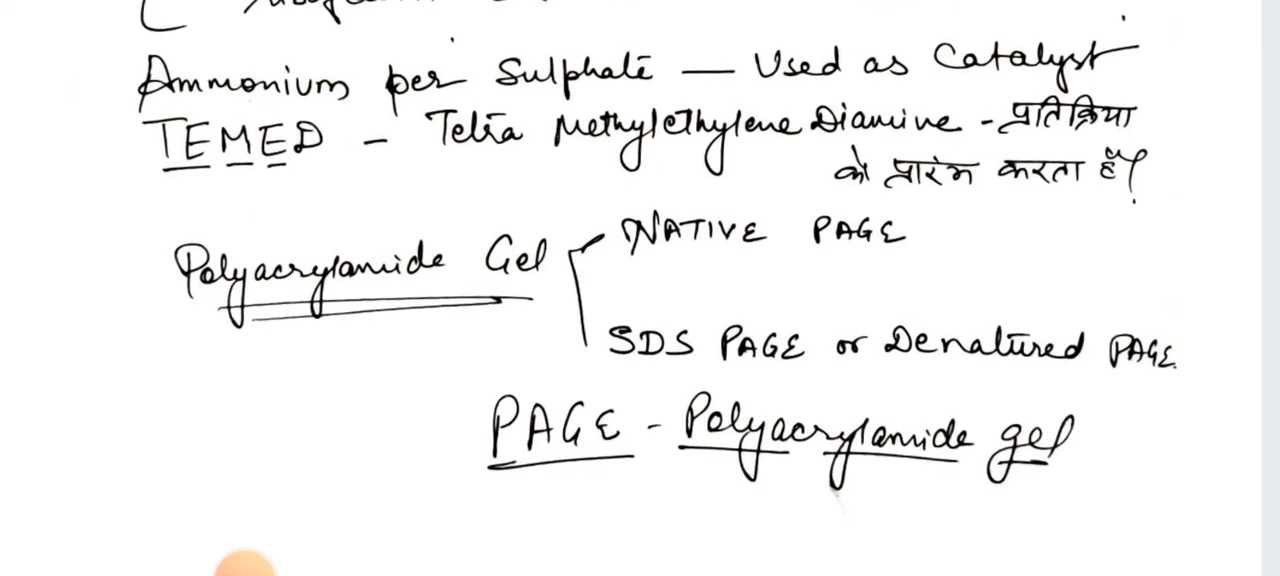 Ammonium per Sulphate — Used as Catalyst
TEMED - Tetra Methylethylene Diamine - प्रतिक्रिया
को प्रारंभ करता हैं।
Polyacrylamide Gel
NATIVE PAGE
SDS PAGE or Denatured PAGE
PAGE - Polyacrylamide gel